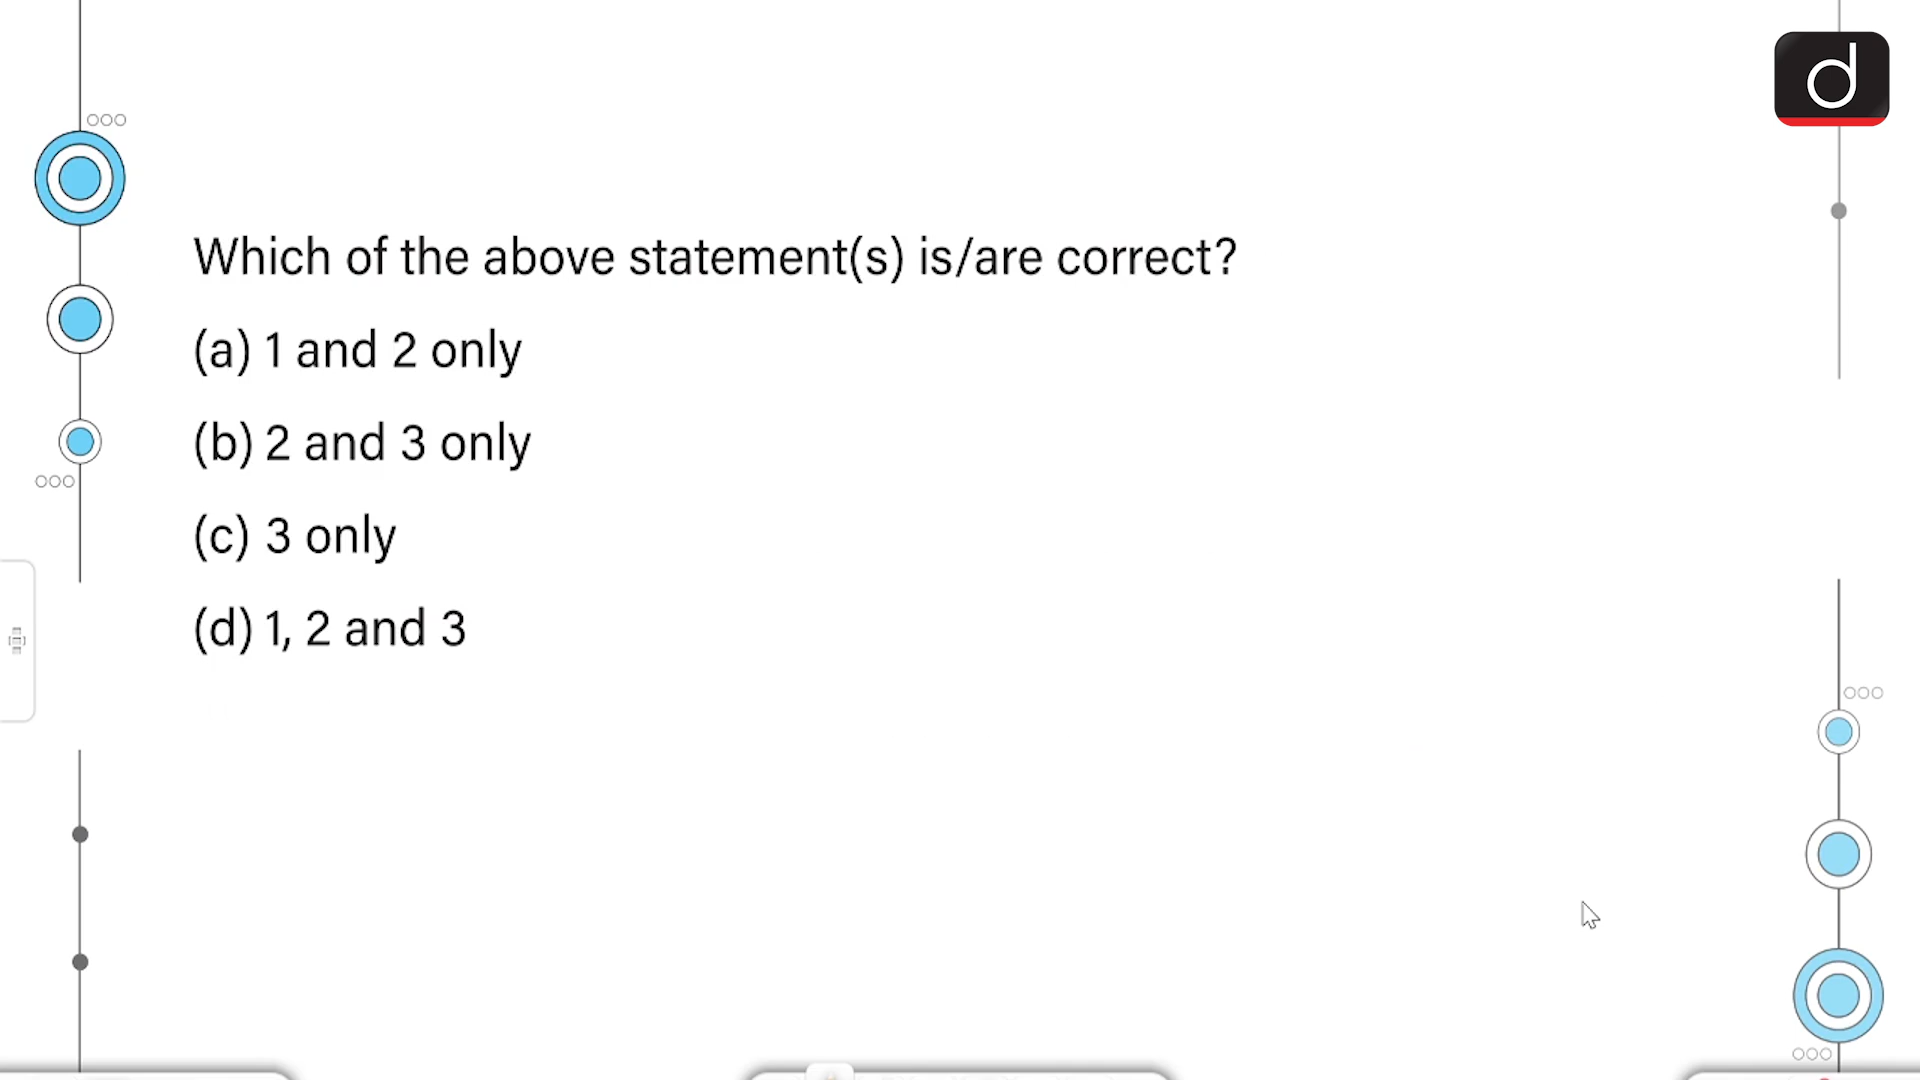 d
Which of the above statement(s) is/are correct?
(a) 1 and 2 only
(b) 2 and 3 only
(c) 3 only
(d) 1, 2 and 3